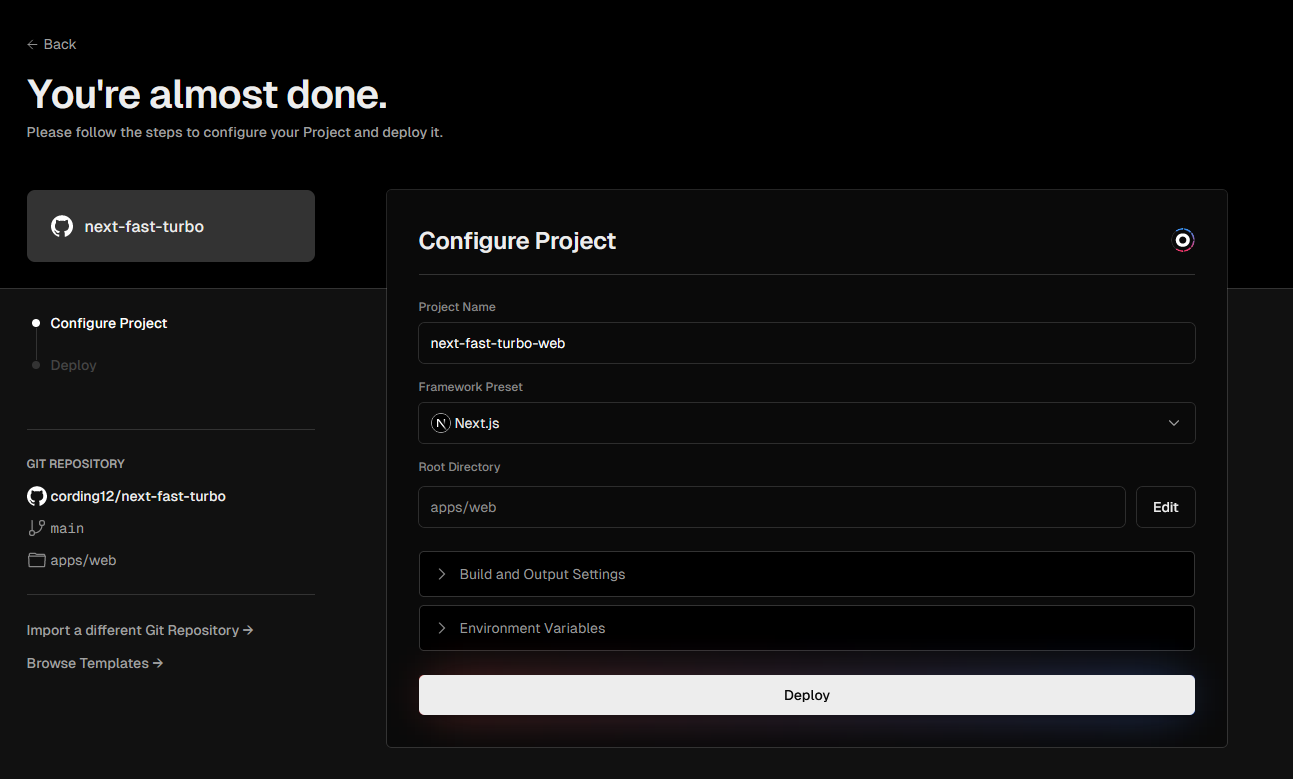 ← Back
You're almost done.
Please follow the steps to configure your Project and deploy it.
next-fast-turbo
Configure Project
Deploy
GIT REPOSITORY
cording12/next-fast-turbo
main
apps/web
Import a different Git Repository →
Browse Templates →
Configure Project
Project Name
next-fast-turbo-web
Framework Preset
N Next.js
Root Directory
apps/web
Edit
Build and Output Settings
Environment Variables
Deploy